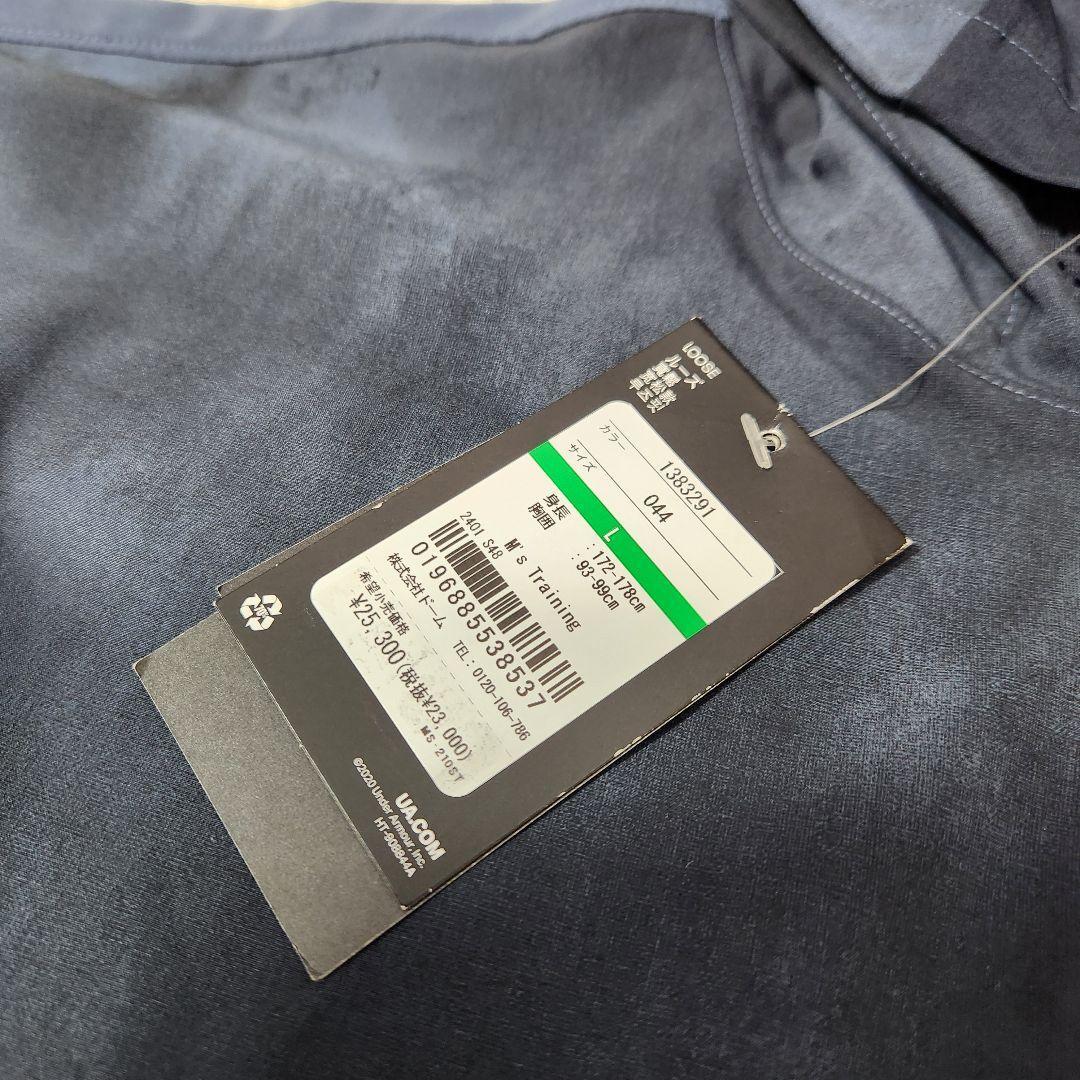 LOOSE
ルーズ
1383291
カラー
044
サイズ
L
身長 : 172-178cm
胸囲 : 93-99cm
M's Training
2401 S48
0196885538537
株式会社ドーム TEL: 0120-106-786
希望小売価格
¥25,300(税抜¥23,000)
MS 210ST
UA.COM
©2020 Under Armour, Inc.
HT-908844A